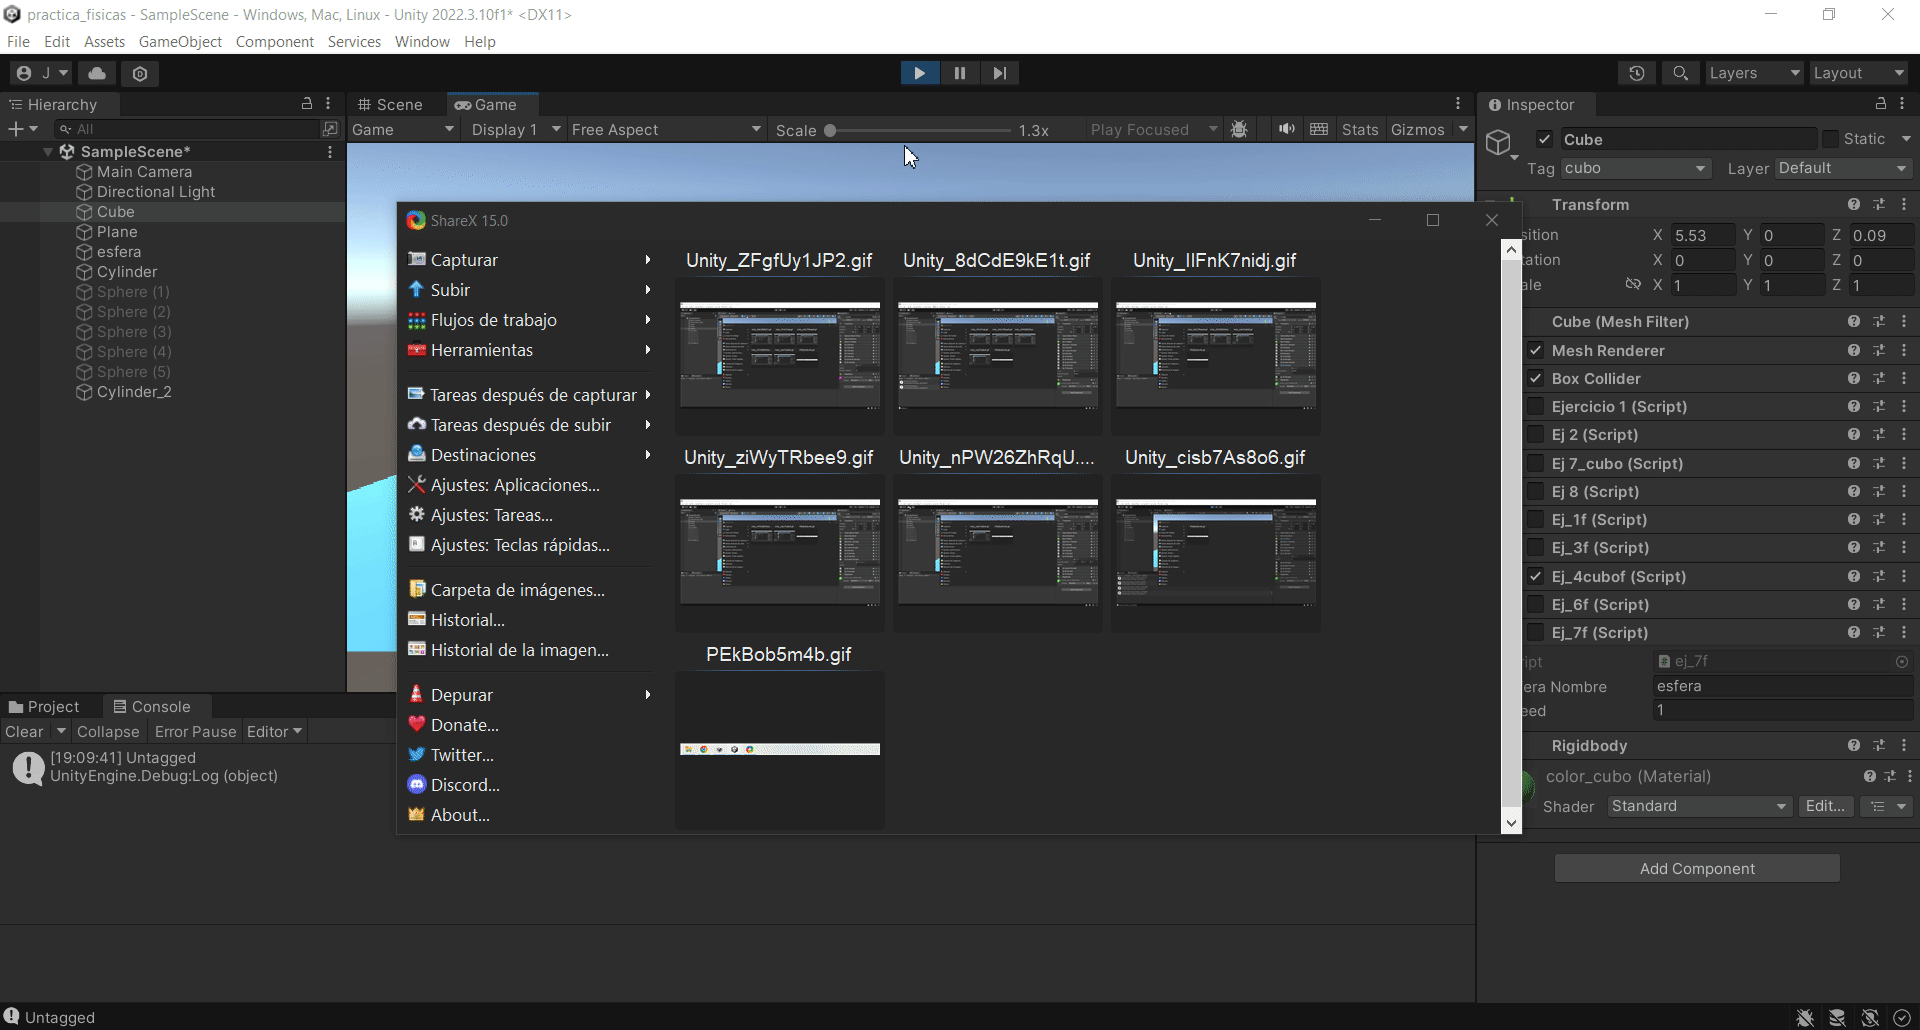 practica_fisicas - SampleScene - Windows, Mac, Linux - Unity 2022.3.10f1* <DX11>
File Edit Assets GameObject Component Services Window Help
J Layers Layout
Hierarchy
All
SampleScene*
Main Camera
Directional Light
Cube
Plane
esfera
Cylinder
Sphere (1)
Sphere (2)
Sphere (3)
Sphere (4)
Sphere (5)
Cylinder_2
Scene Game
Game Display 1 Free Aspect Scale 1.3x Play Focused Stats Gizmos
ShareX 15.0
Capturar
Subir
Flujos de trabajo
Herramientas
Tareas después de capturar
Tareas después de subir
Destinaciones
Ajustes: Aplicaciones...
Ajustes: Tareas...
Ajustes: Teclas rápidas...
Carpeta de imágenes...
Historial...
Historial de la imagen...
Depurar
Donate...
Twitter...
Discord...
About...
Unity_ZFgfUy1JP2.gif Unity_8dCdE9kE1t.gif Unity_IIFnK7nidj.gif
Unity_ziWyTRbee9.gif Unity_nPW26ZhRqU.... Unity_cisb7As8o6.gif
PEkBob5m4b.gif
Inspector
Cube Static
Tag cubo Layer Default
Transform
sition X 5.53 Y 0 Z 0.09
ation X 0 Y 0 Z 0
ale X 1 Y 1 Z 1
Cube (Mesh Filter)
Mesh Renderer
Box Collider
Ejercicio 1 (Script)
Ej 2 (Script)
Ej 7_cubo (Script)
Ej 8 (Script)
Ej_1f (Script)
Ej_3f (Script)
Ej_4cubof (Script)
Ej_6f (Script)
Ej_7f (Script)
ipt ej_7f
era Nombre esfera
eed 1
Rigidbody
color_cubo (Material)
Shader Standard Edit...
Add Component
Project Console
Clear Collapse Error Pause Editor
[19:09:41] Untagged
UnityEngine.Debug:Log (object)
Untagged